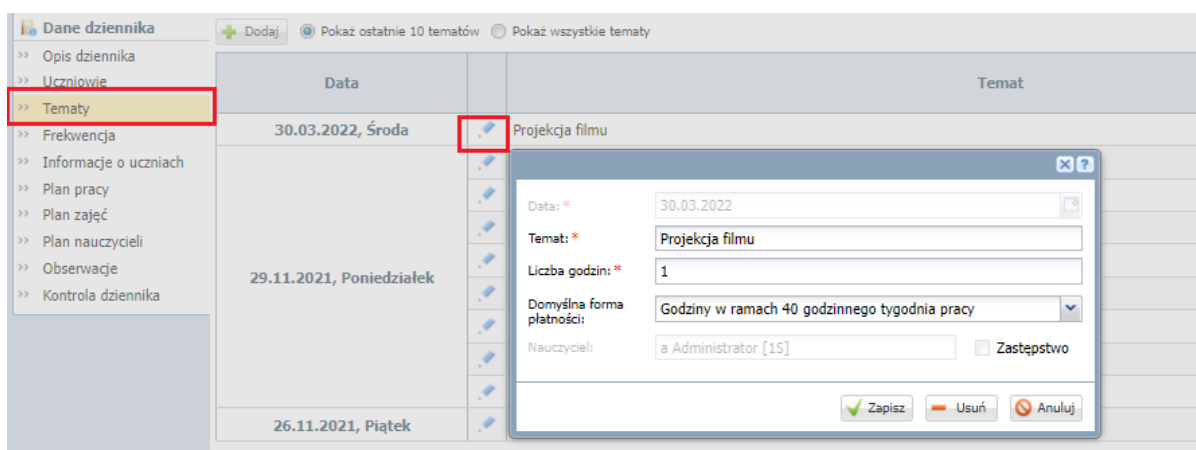 Dane dziennika
Opis dziennika
Uczniowie
Tematy
Frekwencja
Informacje o uczniach
Plan pracy
Plan zajęć
Plan nauczycieli
Obserwacje
Kontrola dziennika
Dodaj Pokaż ostatnie 10 tematów Pokaż wszystkie tematy
Data Temat
30.03.2022, Środa Projekcja filmu
29.11.2021, Poniedziałek
26.11.2021, Piątek
Data: * 30.03.2022
Temat: * Projekcja filmu
Liczba godzin: * 1
Domyślna forma
płatności: Godziny w ramach 40 godzinnego tygodnia pracy
Nauczyciel: a Administrator [1S] Zastępstwo
Zapisz Usuń Anuluj